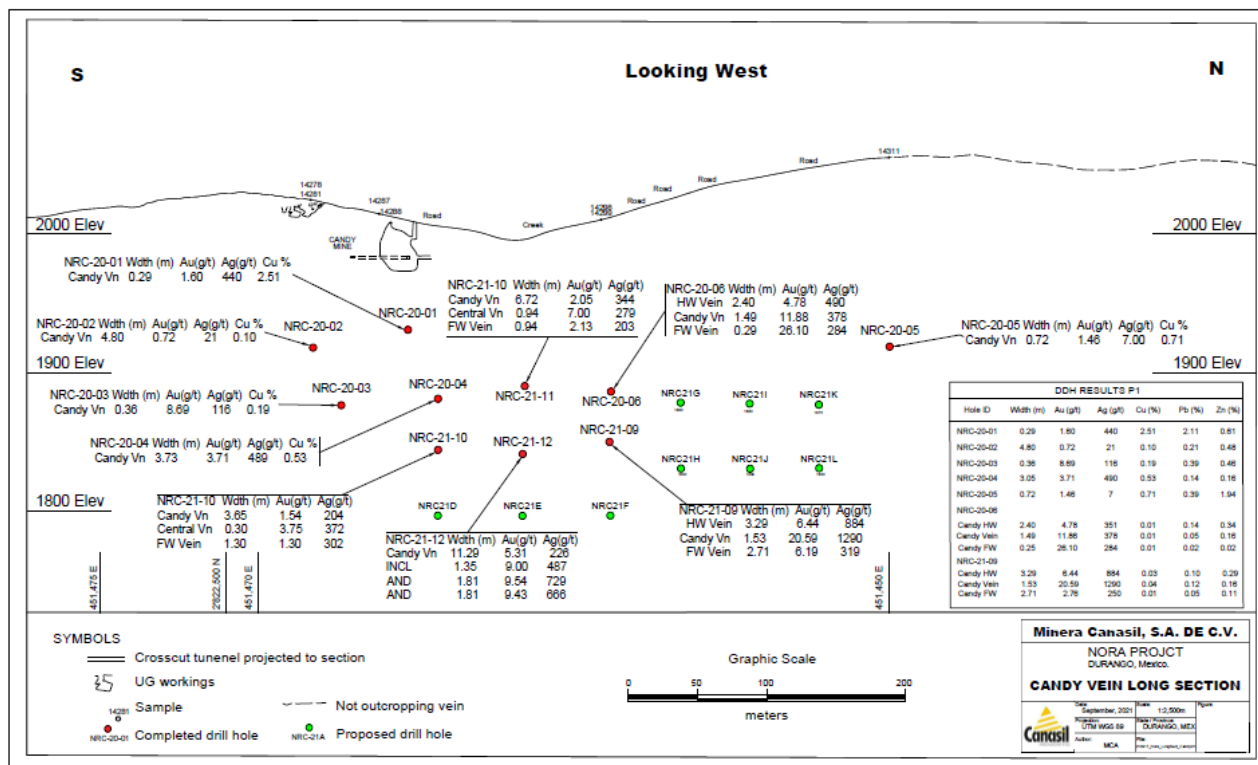 S Looking West N
14311
Road
Road
Road
Road
14278
14281
14287
14288
Road
Creek
2000 Elev 2000 Elev
CANDY
MINE
NRC-20-01 Wdth (m) Au(g/t) Ag(g/t) Cu %
Candy Vn 0.29 1.60 440 2.51
NRC-20-01
NRC-20-02 Wdth (m) Au(g/t) Ag(g/t) Cu %
Candy Vn 4.80 0.72 21 0.10
NRC-20-02
NRC-21-10 Wdth (m) Au(g/t) Ag(g/t)
Candy Vn 6.72 2.05 344
Central Vn 0.94 7.00 279
FW Vein 0.94 2.13 203
NRC-20-06 Wdth (m) Au(g/t) Ag(g/t)
HW Vein 2.40 4.78 490
Candy Vn 1.49 11.88 378
FW Vein 0.29 26.10 284
NRC-20-05
NRC-20-05 Wdth (m) Au(g/t) Ag(g/t) Cu %
Candy Vn 0.72 1.46 7.00 0.71
1900 Elev 1900 Elev
NRC-20-03 Wdth (m) Au(g/t) Ag(g/t) Cu %
Candy Vn 0.36 8.69 116 0.19
NRC-20-03
NRC-20-04
NRC-21-11
NRC-20-06
NRC21G NRC21I NRC21K
NRC-20-04 Wdth (m) Au(g/t) Ag(g/t) Cu %
Candy Vn 3.73 3.71 489 0.53
NRC-21-10
NRC-21-12
NRC-21-09
NRC21H NRC21J NRC21L
1800 Elev
NRC-21-10 Wdth (m) Au(g/t) Ag(g/t)
Candy Vn 3.65 1.54 204
Central Vn 0.30 3.75 372
FW Vein 1.30 1.30 302
NRC21D NRC21E NRC21F
NRC-21-12 Wdth (m) Au(g/t) Ag(g/t)
Candy Vn 11.29 5.31 226
INCL 1.35 9.00 487
AND 1.81 9.54 729
AND 1.81 9.43 666
NRC-21-09 Wdth (m) Au(g/t) Ag(g/t)
HW Vein 3.29 6.44 884
Candy Vn 1.53 20.59 1290
FW Vein 2.71 6.19 319
DDH RESULTS P1
Hole ID Width (m) Au (g/t) Ag (g/t) Cu (%) Pb (%) Zn (%)
NRC-20-01 0.29 1.60 440 2.51 2.11 0.61
NRC-20-02 4.80 0.72 21 0.10 0.21 0.48
NRC-20-03 0.36 8.69 116 0.19 0.39 0.46
NRC-20-04 3.05 3.71 490 0.53 0.14 0.16
NRC-20-05 0.72 1.46 7 0.71 0.39 1.94
NRC-20-06
Candy HW 2.40 4.78 351 0.01 0.14 0.34
Candy Vein 1.49 11.86 378 0.01 0.05 0.16
Candy FW 0.25 26.10 284 0.01 0.02 0.02
NRC-21-09
Candy HW 3.29 6.44 884 0.03 0.10 0.29
Candy Vein 1.53 20.59 1290 0.04 0.12 0.16
Candy FW 2.71 2.76 250 0.01 0.05 0.11
451,475 E
2'822,500 N
451,470 E
451,450 E
SYMBOLS
Crosscut tunenel projected to section
UG workings
14281
Sample
NRC-20-01
Completed drill hole
Not outcropping vein
NRC-21A
Proposed drill hole
Graphic Scale
0 50 100 200
meters
Minera Canasil, S.A. DE C.V.
NORA PROJCT
DURANGO, Mexico.
CANDY VEIN LONG SECTION
Canasil
Date: September, 2021
Scale: 1:2,500m
Figure:
Projection: UTM WGS 89
State / Province: DURANGO, MEX
Author: MCA
File: